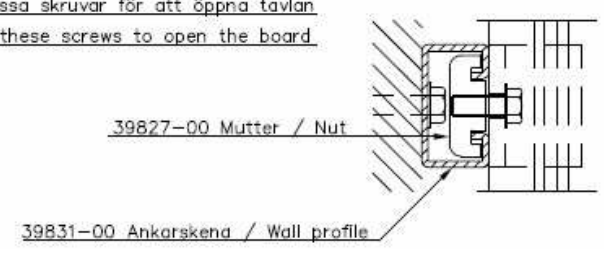 ssa skruvar för att öppna tavlan
these screws to open the board
39827-00 Mutter / Nut
39831-00 Ankarskena / Wall profile